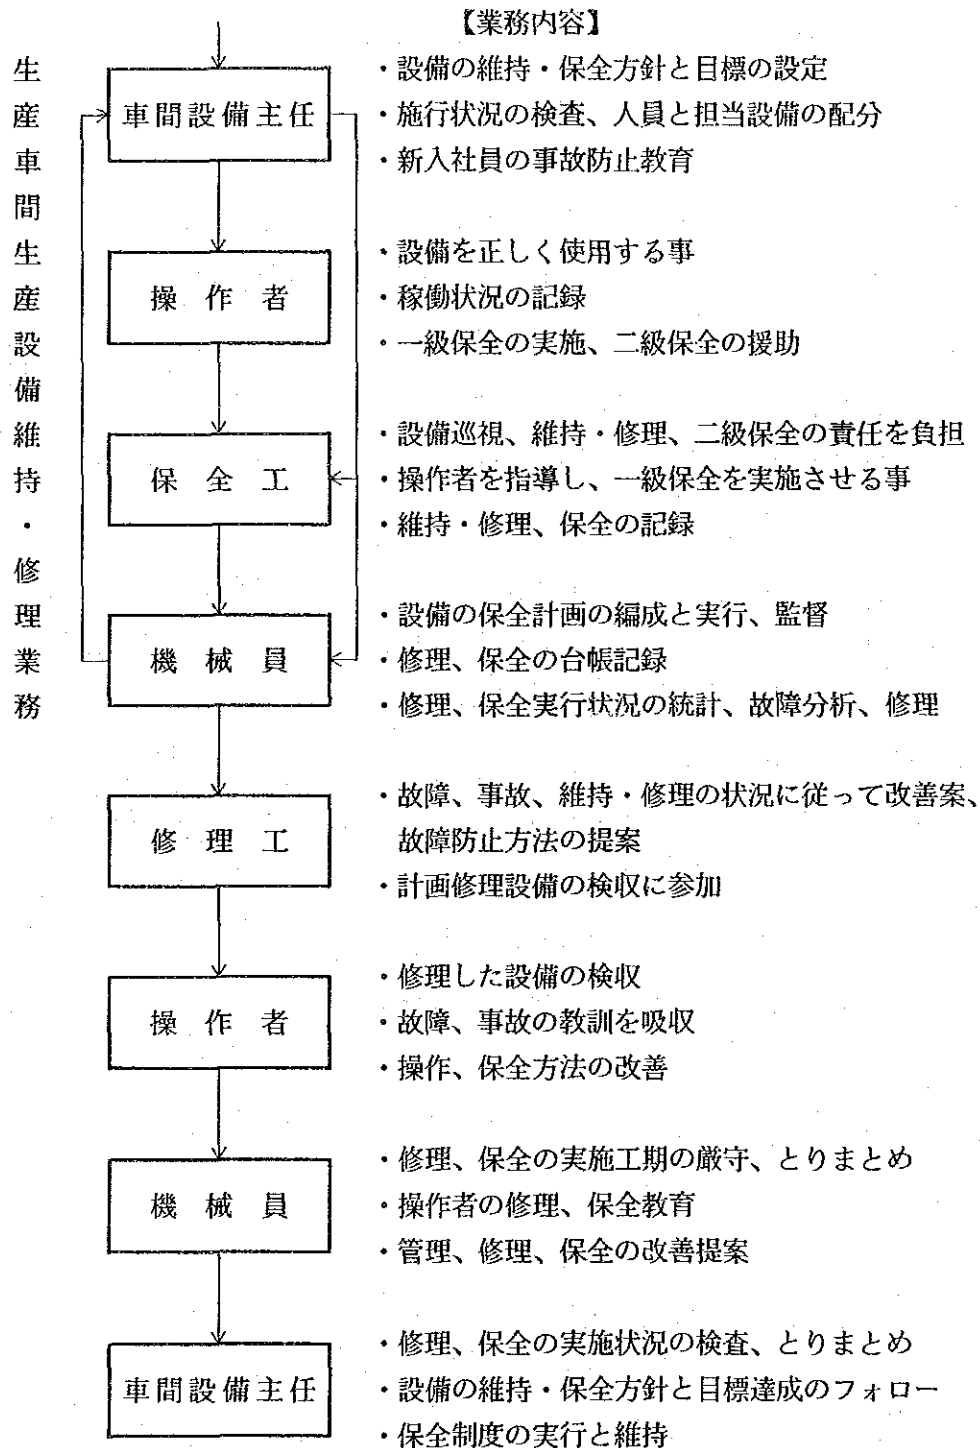 【業務内容】
生産車間生産設備維持・修理業務
車間設備主任
・設備の維持・保全方針と目標の設定
・施行状況の検査、人員と担当設備の配分
・新入社員の事故防止教育
操作者
・設備を正しく使用する事
・稼働状況の記録
・一級保全の実施、二級保全の援助
保全工
・設備巡視、維持・修理、二級保全の責任を負担
・操作者を指導し、一級保全を実施させる事
・維持・修理、保全の記録
機械員
・設備の保全計画の編成と実行、監督
・修理、保全の台帳記録
・修理、保全実行状況の統計、故障分析、修理
修理工
・故障、事故、維持・修理の状況に従って改善案、
故障防止方法の提案
・計画修理設備の検収に参加
操作者
・修理した設備の検収
・故障、事故の教訓を吸収
・操作、保全方法の改善
機械員
・修理、保全の実施工期の厳守、とりまとめ
・操作者の修理、保全教育
・管理、修理、保全の改善提案
車間設備主任
・修理、保全の実施状況の検査、とりまとめ
・設備の維持・保全方針と目標達成のフォロー
・保全制度の実行と維持